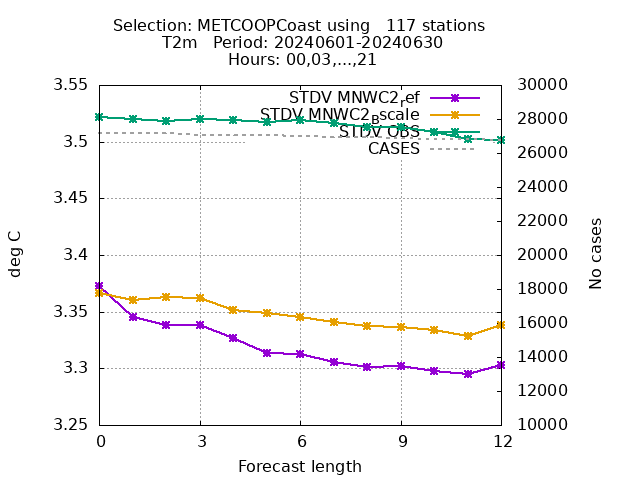 Selection: METCOOPCoast using   117 stations
T2m   Period: 20240601-20240630
Hours: 00,03,...,21
3.55
3.5
3.45
3.4
3.35
3.3
3.25
30000
28000
26000
24000
22000
20000
18000
16000
14000
12000
10000
STDV MNWC2ref
STDV MNWC2Bscale
STDV OBS
CASES
deg C
No cases
0 3 6 9 12
Forecast length